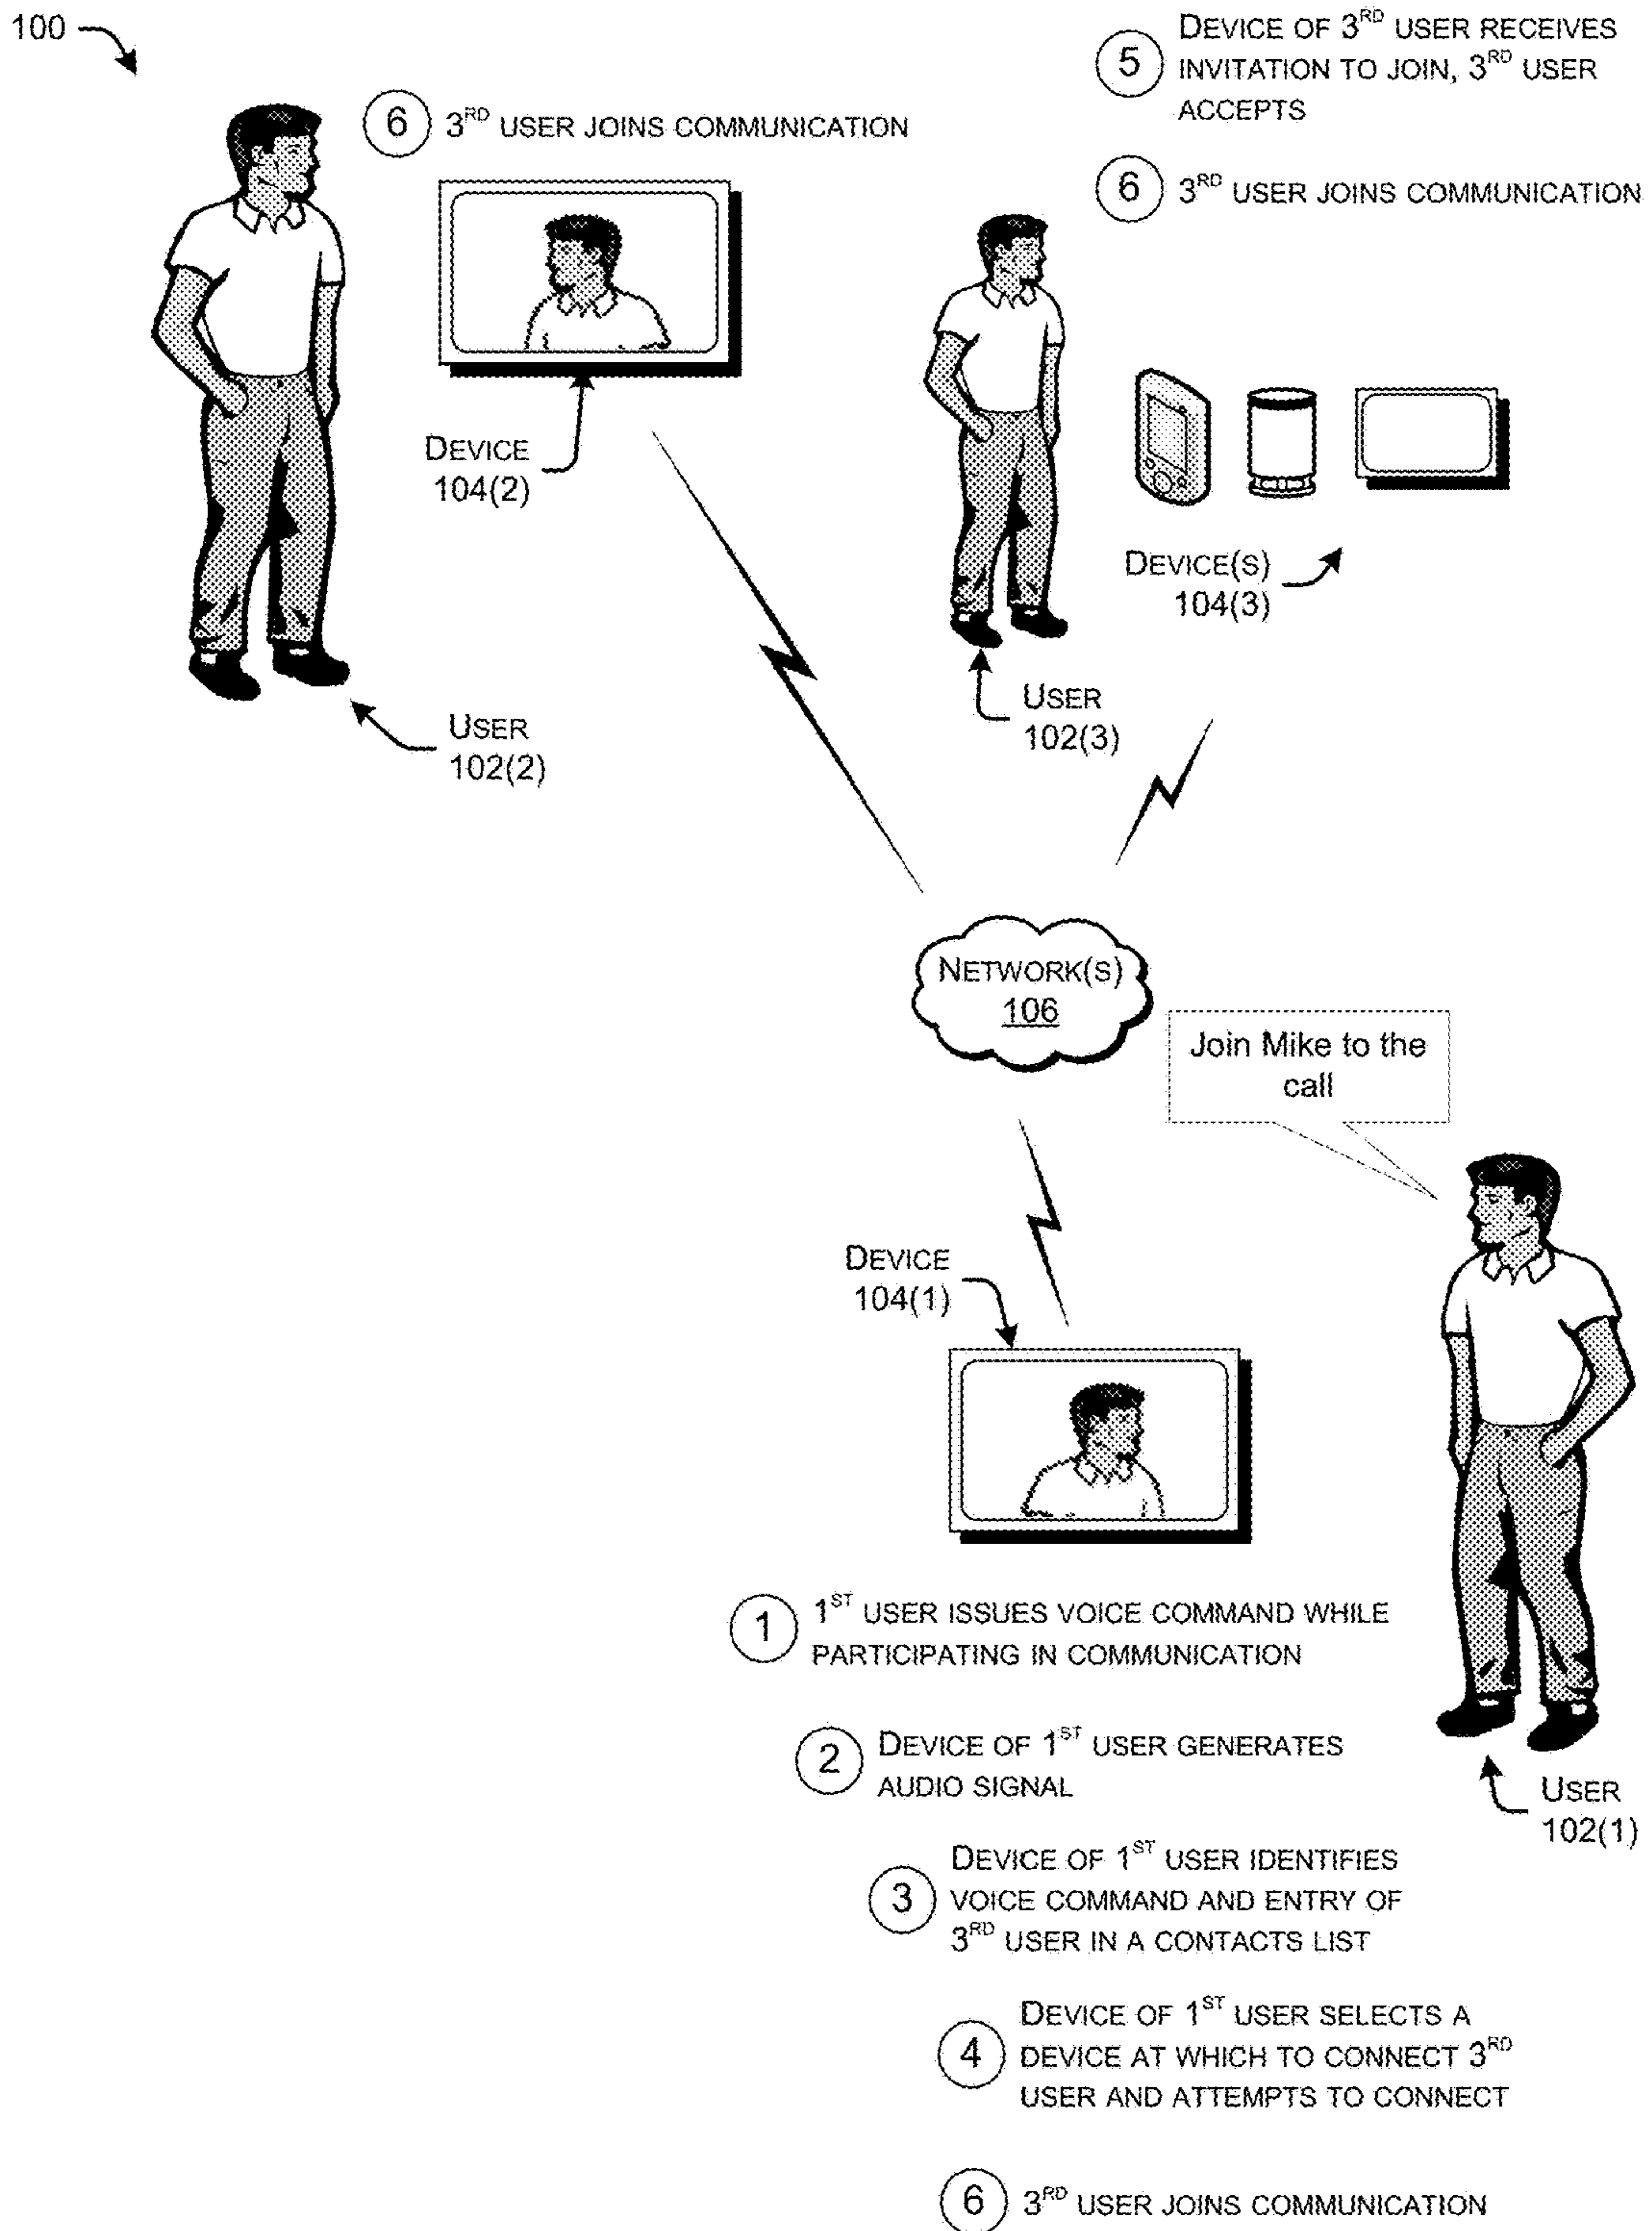 100
6 3RD USER JOINS COMMUNICATION
5 DEVICE OF 3RD USER RECEIVES
INVITATION TO JOIN, 3RD USER
ACCEPTS
6 3RD USER JOINS COMMUNICATION
DEVICE
104(2)
DEVICE(S)
104(3)
USER
102(2)
USER
102(3)
NETWORK(S)
106
Join Mike to the
call
DEVICE
104(1)
1 1ST USER ISSUES VOICE COMMAND WHILE
PARTICIPATING IN COMMUNICATION
2 DEVICE OF 1ST USER GENERATES
AUDIO SIGNAL
USER
102(1)
3 DEVICE OF 1ST USER IDENTIFIES
VOICE COMMAND AND ENTRY OF
3RD USER IN A CONTACTS LIST
4 DEVICE OF 1ST USER SELECTS A
DEVICE AT WHICH TO CONNECT 3RD
USER AND ATTEMPTS TO CONNECT
6 3RD USER JOINS COMMUNICATION